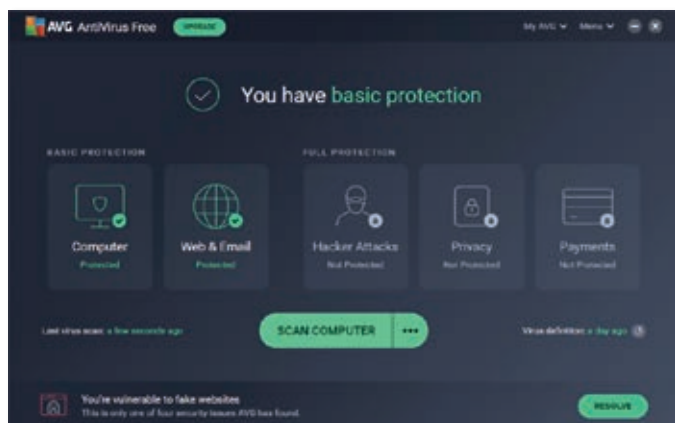 AVG AntiVirus Free UPGRADE My AVG Menu
You have basic protection
BASIC PROTECTION FULL PROTECTION
Computer Web & Email Hacker Attacks Privacy Payments
Protected Protected Not Protected Not Protected Not Protected
Last virus scan: a few seconds ago SCAN COMPUTER Virus definition: a day ago
You're vulnerable to fake websites
This is only one of four security issues AVG has found.
RESOLVE